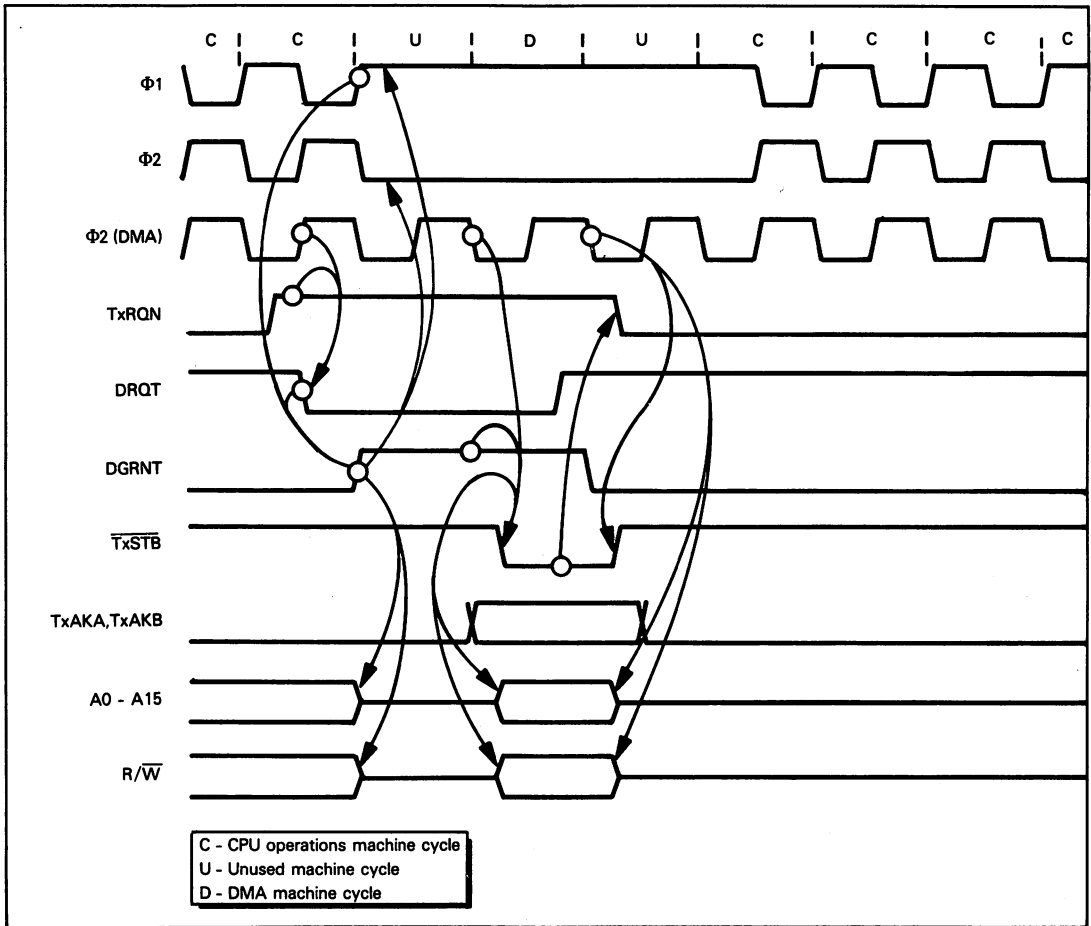 C C U D U C C C C
Φ1
Φ2
Φ2 (DMA)
TxRQN
DRQT
DGRNT
T̅x̅S̅T̅B̅
TxAKA,TxAKB
A0 - A15
R/W̅
C - CPU operations machine cycle
U - Unused machine cycle
D - DMA machine cycle